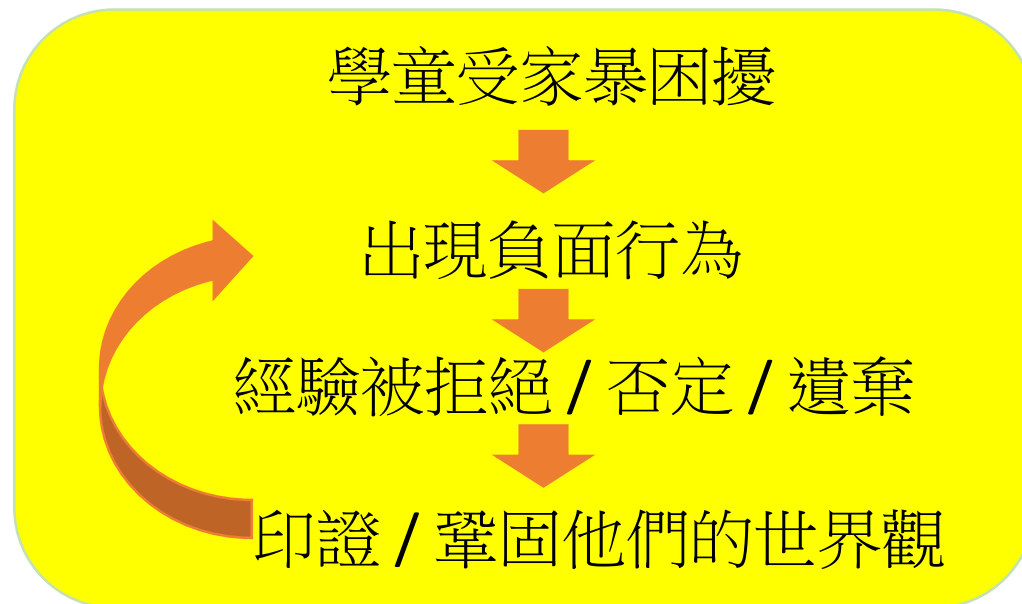 學童受家暴困擾
出現負面行為
經驗被拒絕 / 否定 / 遺棄
印證 / 鞏固他們的世界觀